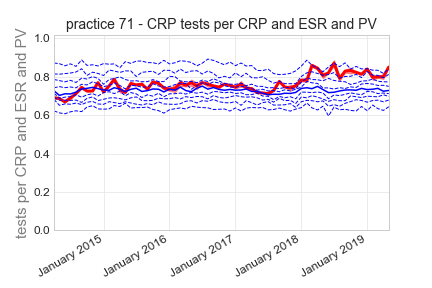 practice 71 - CRP tests per CRP and ESR and PV
tests per CRP and ESR and PV
1.0
0.8
0.6
0.4
0.2
0.0
January 2015
January 2016
January 2017
January 2018
January 2019